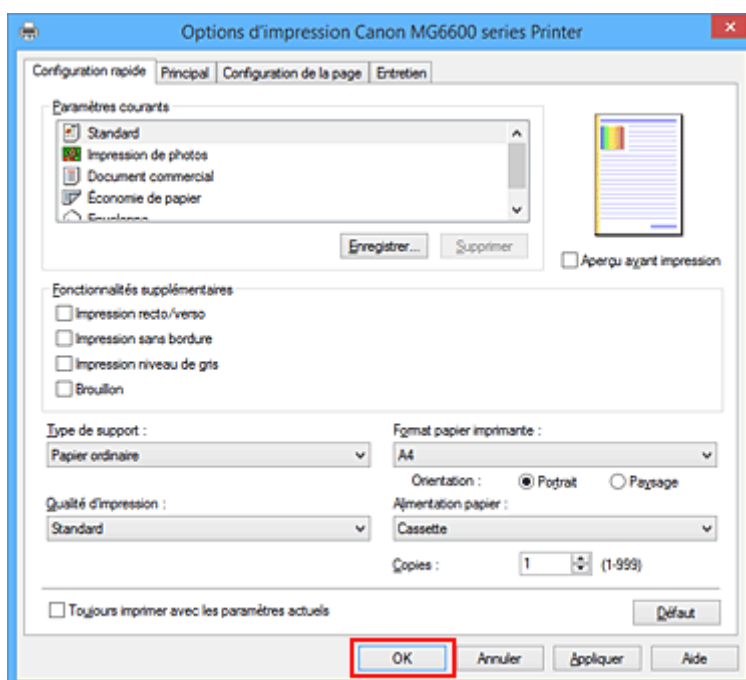 Options d'impression Canon MG6600 series Printer
Configuration rapide Principal Configuration de la page Entretien
Paramètres courants
Standard
Impression de photos
Document commercial
Économie de papier
Enregistrer... Supprimer
Aperçu avant impression
Fonctionnalités supplémentaires
Impression recto/verso
Impression sans bordure
Impression niveau de gris
Brouillon
Type de support :
Papier ordinaire
Format papier imprimante :
A4
Orientation : Portrait Paysage
Qualité d'impression :
Standard
Alimentation papier :
Cassette
Copies : 1 (1-999)
Toujours imprimer avec les paramètres actuels
Défaut
OK Annuler Appliquer Aide